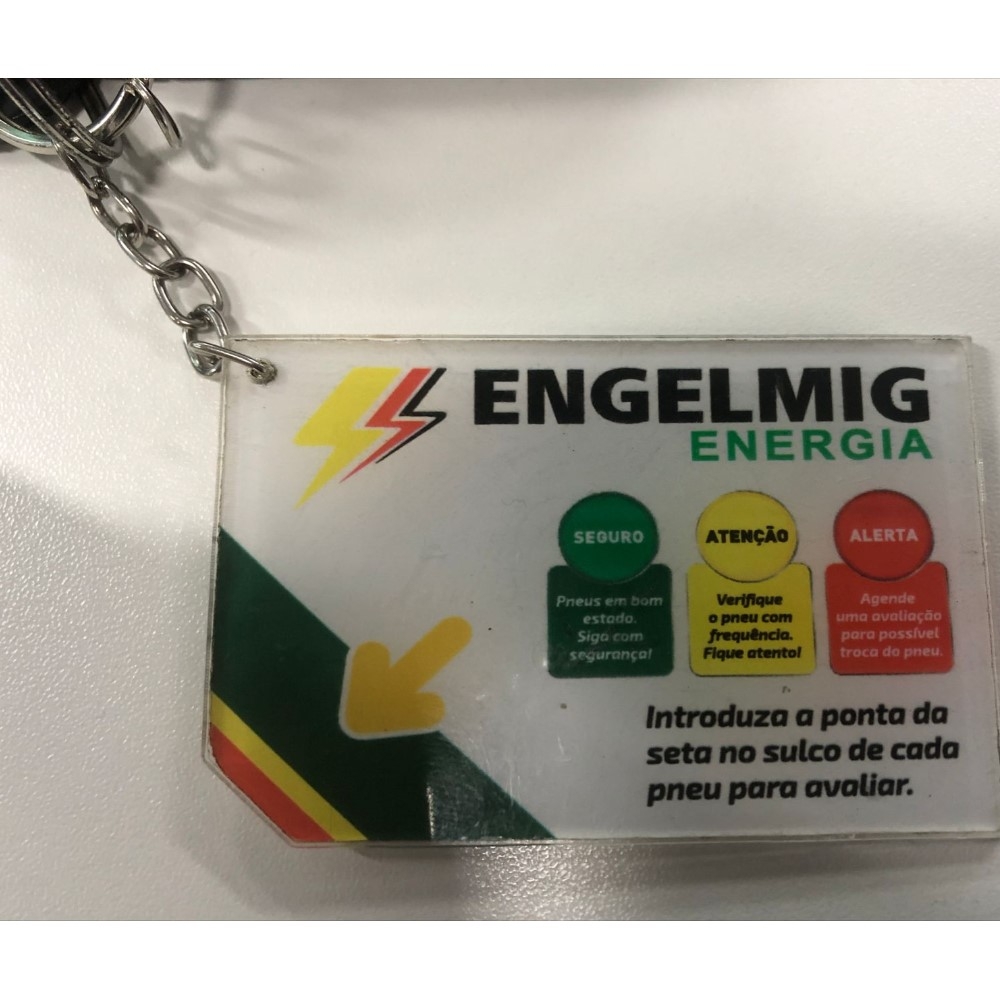 ENGELMIG
ENERGIA
SEGURO
Pneus em bom
estado.
Siga com
segurança!
ATENÇÃO
Verifique
o pneu com
frequência.
Fique atento!
ALERTA
Agende
uma avaliação
para possível
troca do pneu.
Introduza a ponta da
seta no sulco de cada
pneu para avaliar.